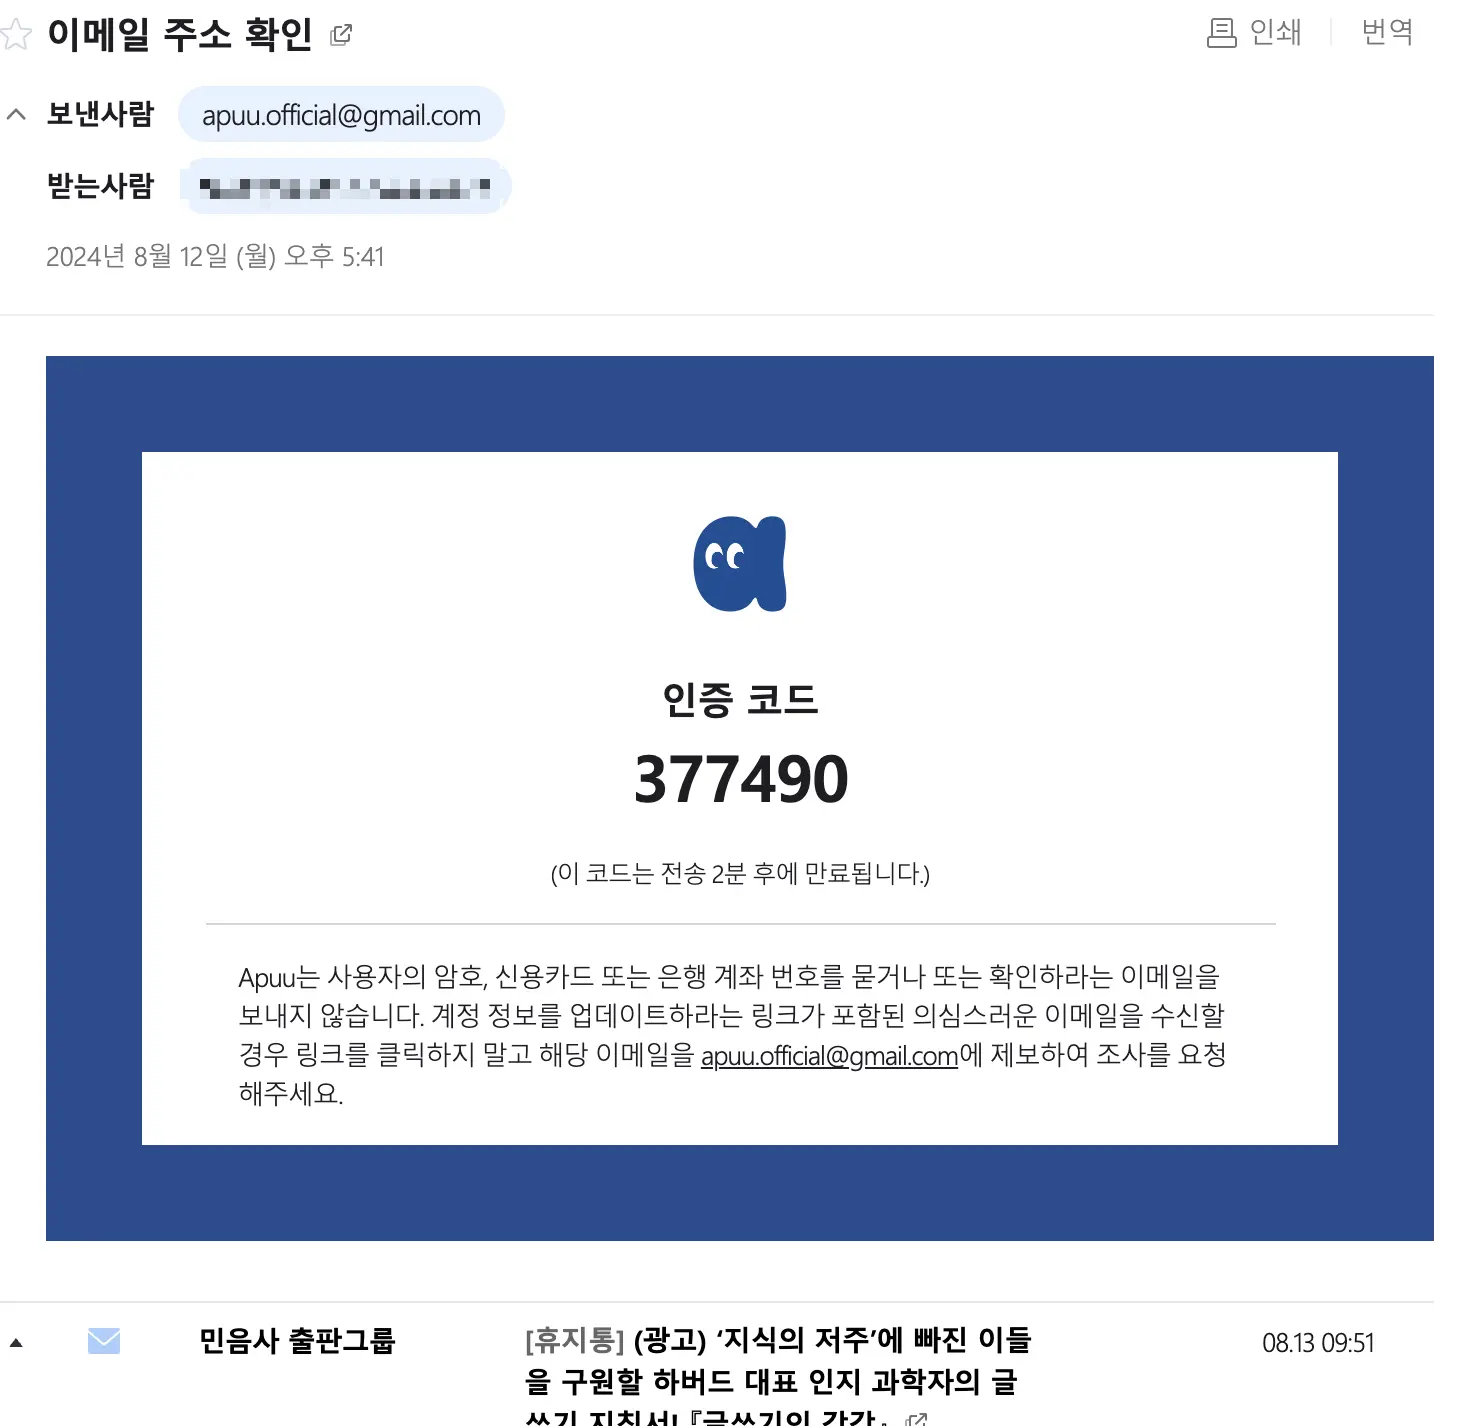 이메일 주소 확인
인쇄
번역
보낸사람 apuu.official@gmail.com
받는사람
2024년 8월 12일 (월) 오후 5:41
인증 코드
377490
(이 코드는 전송 2분 후에 만료됩니다.)
Apuu는 사용자의 암호, 신용카드 또는 은행 계좌 번호를 묻거나 또는 확인하라는 이메일을
보내지 않습니다. 계정 정보를 업데이트하라는 링크가 포함된 의심스러운 이메일을 수신할
경우 링크를 클릭하지 말고 해당 이메일을 apuu.official@gmail.com에 제보하여 조사를 요청
해주세요.
민음사 출판그룹
[휴지통] (광고) ‘지식의 저주’에 빠진 이들
을 구원할 하버드 대표 인지 과학자의 글
쓰기 지침서! 『글쓰기의 감각』
08.13 09:51